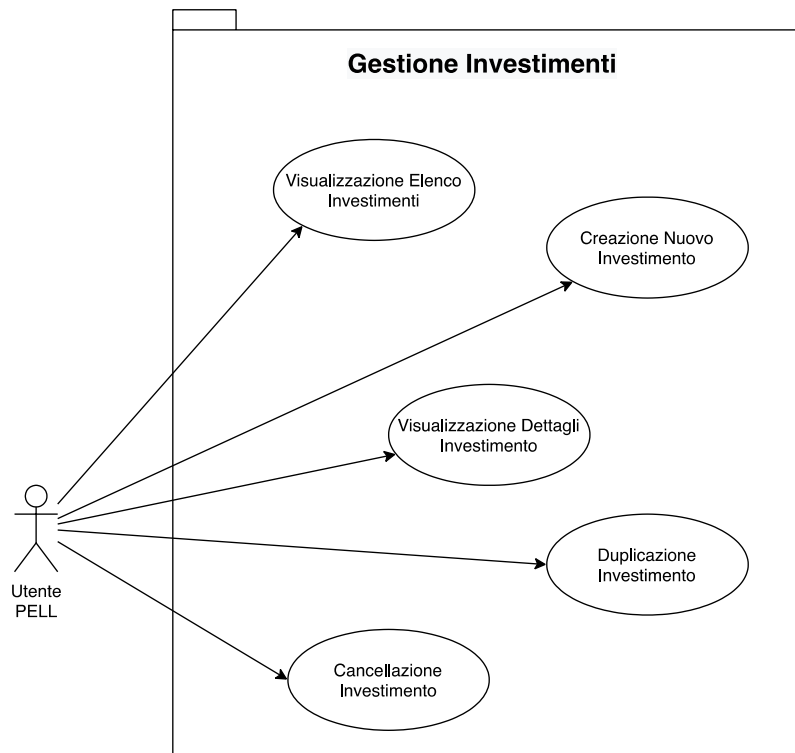 Gestione Investimenti
Visualizzazione Elenco
Investimenti
Creazione Nuovo
Investimento
Visualizzazione Dettagli
Investimento
Utente
PELL
Duplicazione
Investimento
Cancellazione
Investimento